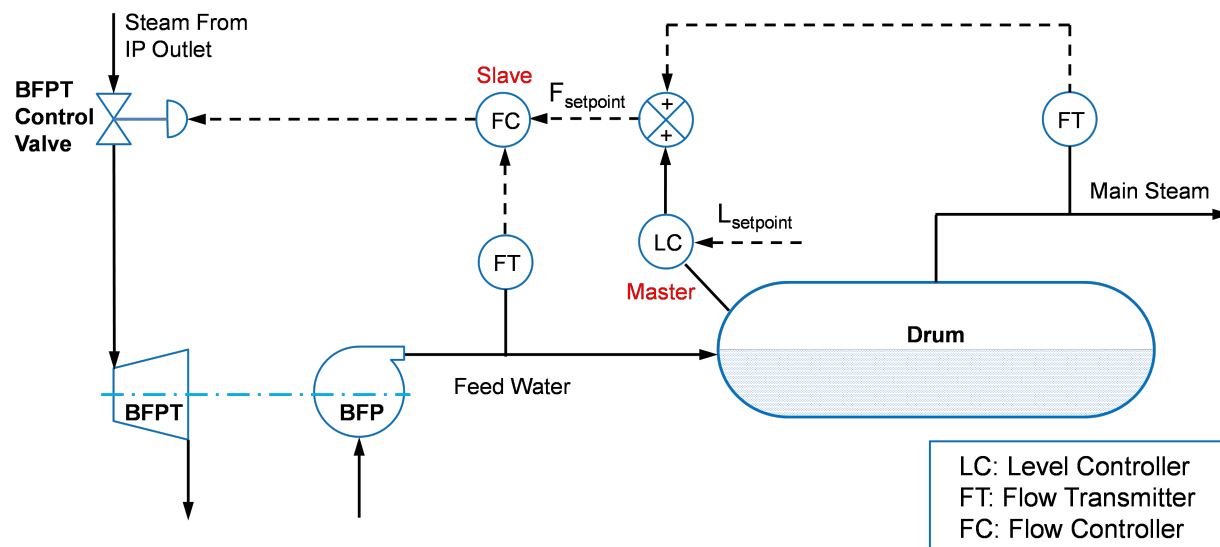 Steam From
IP Outlet
BFPT
Control
Valve
Slave
FC
Fsetpoint
+
+
FT
Main Steam
Lsetpoint
LC
FT
Master
Drum
Feed Water
BFPT
BFP
LC: Level Controller
FT: Flow Transmitter
FC: Flow Controller